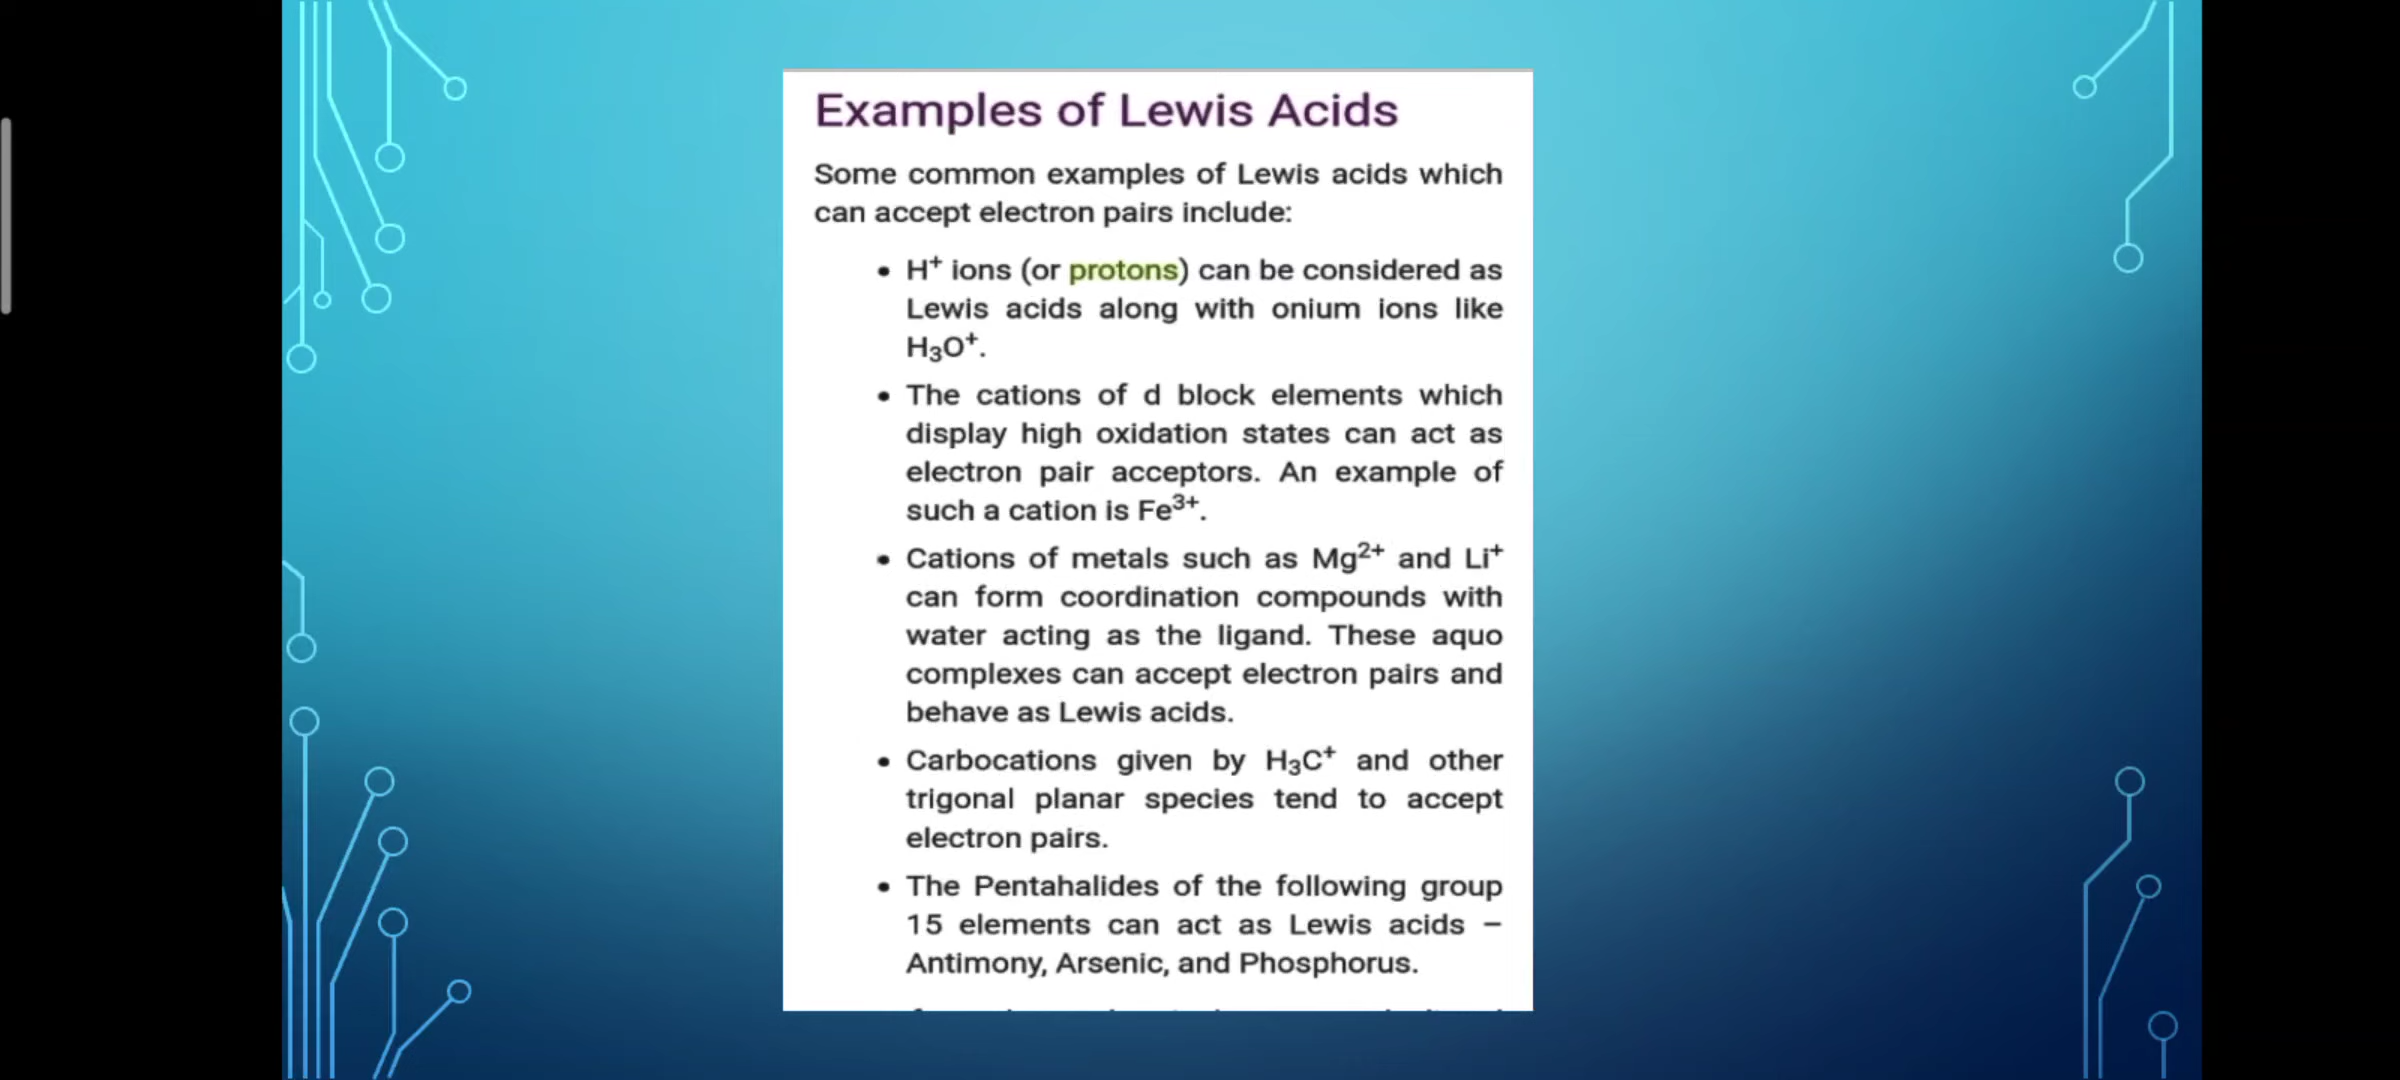 Examples of Lewis Acids
Some common examples of Lewis acids which
can accept electron pairs include:
• H⁺ ions (or protons) can be considered as
Lewis acids along with onium ions like
H₃O⁺.
• The cations of d block elements which
display high oxidation states can act as
electron pair acceptors. An example of
such a cation is Fe³⁺.
• Cations of metals such as Mg²⁺ and Li⁺
can form coordination compounds with
water acting as the ligand. These aquo
complexes can accept electron pairs and
behave as Lewis acids.
• Carbocations given by H₃C⁺ and other
trigonal planar species tend to accept
electron pairs.
• The Pentahalides of the following group
15 elements can act as Lewis acids –
Antimony, Arsenic, and Phosphorus.